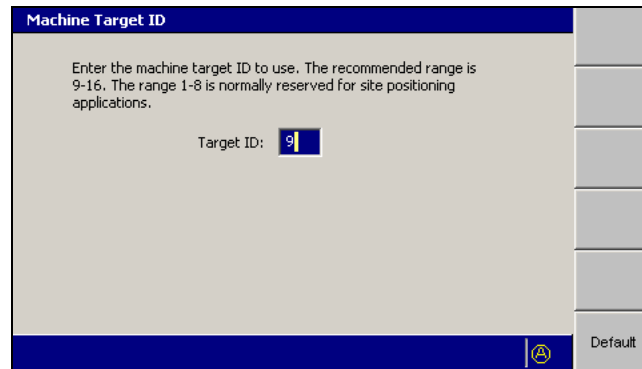 Machine Target ID
Enter the machine target ID to use. The recommended range is
9-16. The range 1-8 is normally reserved for site positioning
applications.
Target ID: 9
A
Default